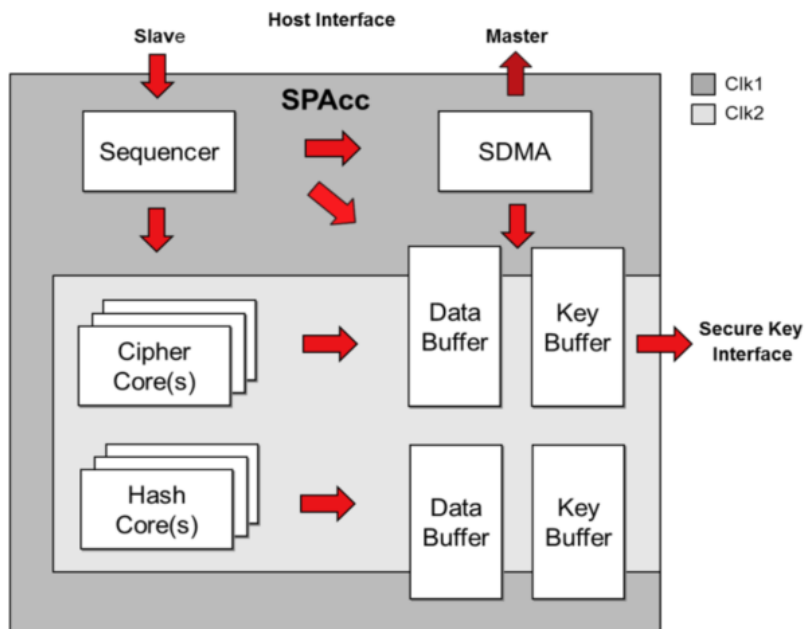 Host Interface
Slave
Master
SPAcc
Clk1
Clk2
Sequencer
SDMA
Data
Buffer
Key
Buffer
Cipher
Core(s)
Secure Key
Interface
Hash
Core(s)
Data
Buffer
Key
Buffer